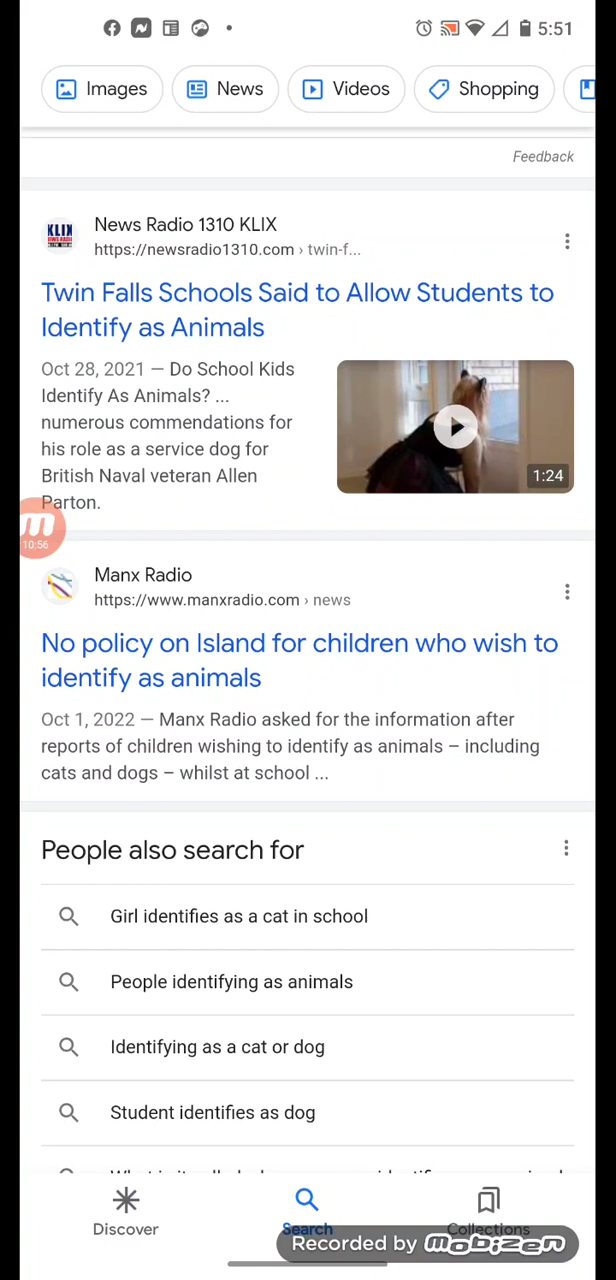 5:51
Images
News
Videos
Shopping
Feedback
KLIX
News Radio 1310 KLIX
https://newsradio1310.com › twin-f...
Twin Falls Schools Said to Allow Students to
Identify as Animals
Oct 28, 2021 — Do School Kids
Identify As Animals? ...
numerous commendations for
his role as a service dog for
British Naval veteran Allen
Parton.
1:24
10:56
Manx Radio
https://www.manxradio.com › news
No policy on Island for children who wish to
identify as animals
Oct 1, 2022 — Manx Radio asked for the information after
reports of children wishing to identify as animals – including
cats and dogs – whilst at school ...
People also search for
Girl identifies as a cat in school
People identifying as animals
Identifying as a cat or dog
Student identifies as dog
Discover
Search
Collections
Recorded by mobizen